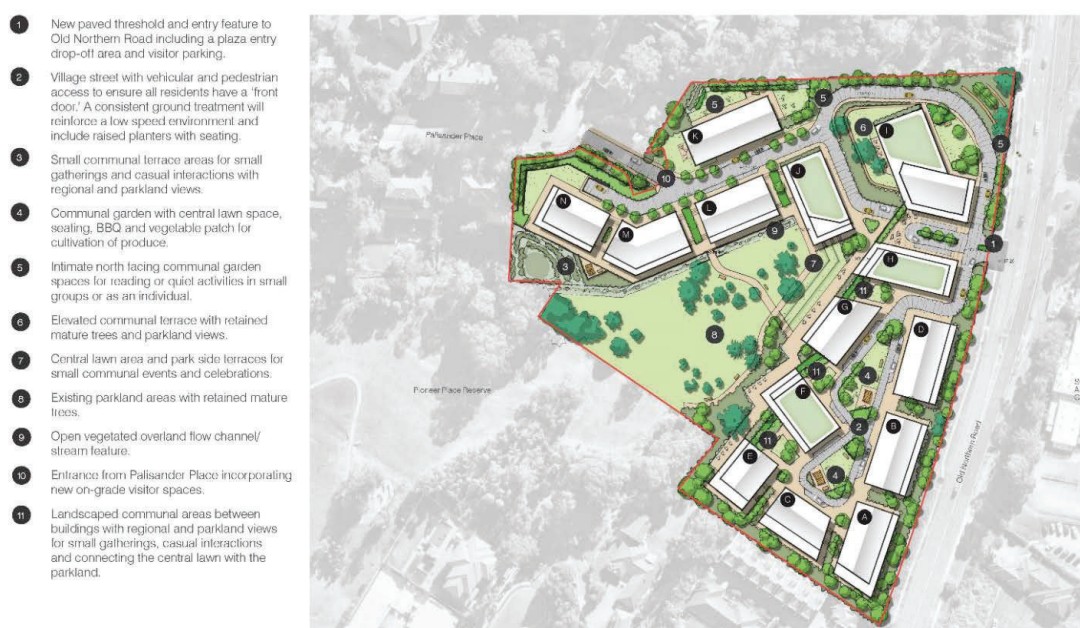 1 New paved threshold and entry feature to
Old Northern Road including a plaza entry
drop-off area and visitor parking.
2 Village street with vehicular and pedestrian
access to ensure all residents have a 'front
door.' A consistent ground treatment will
reinforce a low speed environment and
include raised planters with seating.
3 Small communal terrace areas for small
gatherings and casual interactions with
regional and parkland views.
4 Communal garden with central lawn space,
seating, BBQ and vegetable patch for
cultivation of produce.
5 Intimate north facing communal garden
spaces for reading or quiet activities in small
groups or as an individual.
6 Elevated communal terrace with retained
mature trees and parkland views.
7 Central lawn area and park side terraces for
small communal events and celebrations.
8 Existing parkland areas with retained mature
trees.
9 Open vegetated overland flow channel/
stream feature.
10 Entrance from Palisander Place incorporating
new on-grade visitor spaces.
11 Landscaped communal areas between
buildings with regional and parkland views
for small gatherings, casual interactions
and connecting the central lawn with the
parkland.
Palisander Place
Pioneer Place Reserve
Old Northern Road
5
K
5
6
I
5
10
J
L
N
M
9
3
7
1
H
11
G
8
D
4
11
F
2
B
11
E
4
C
A